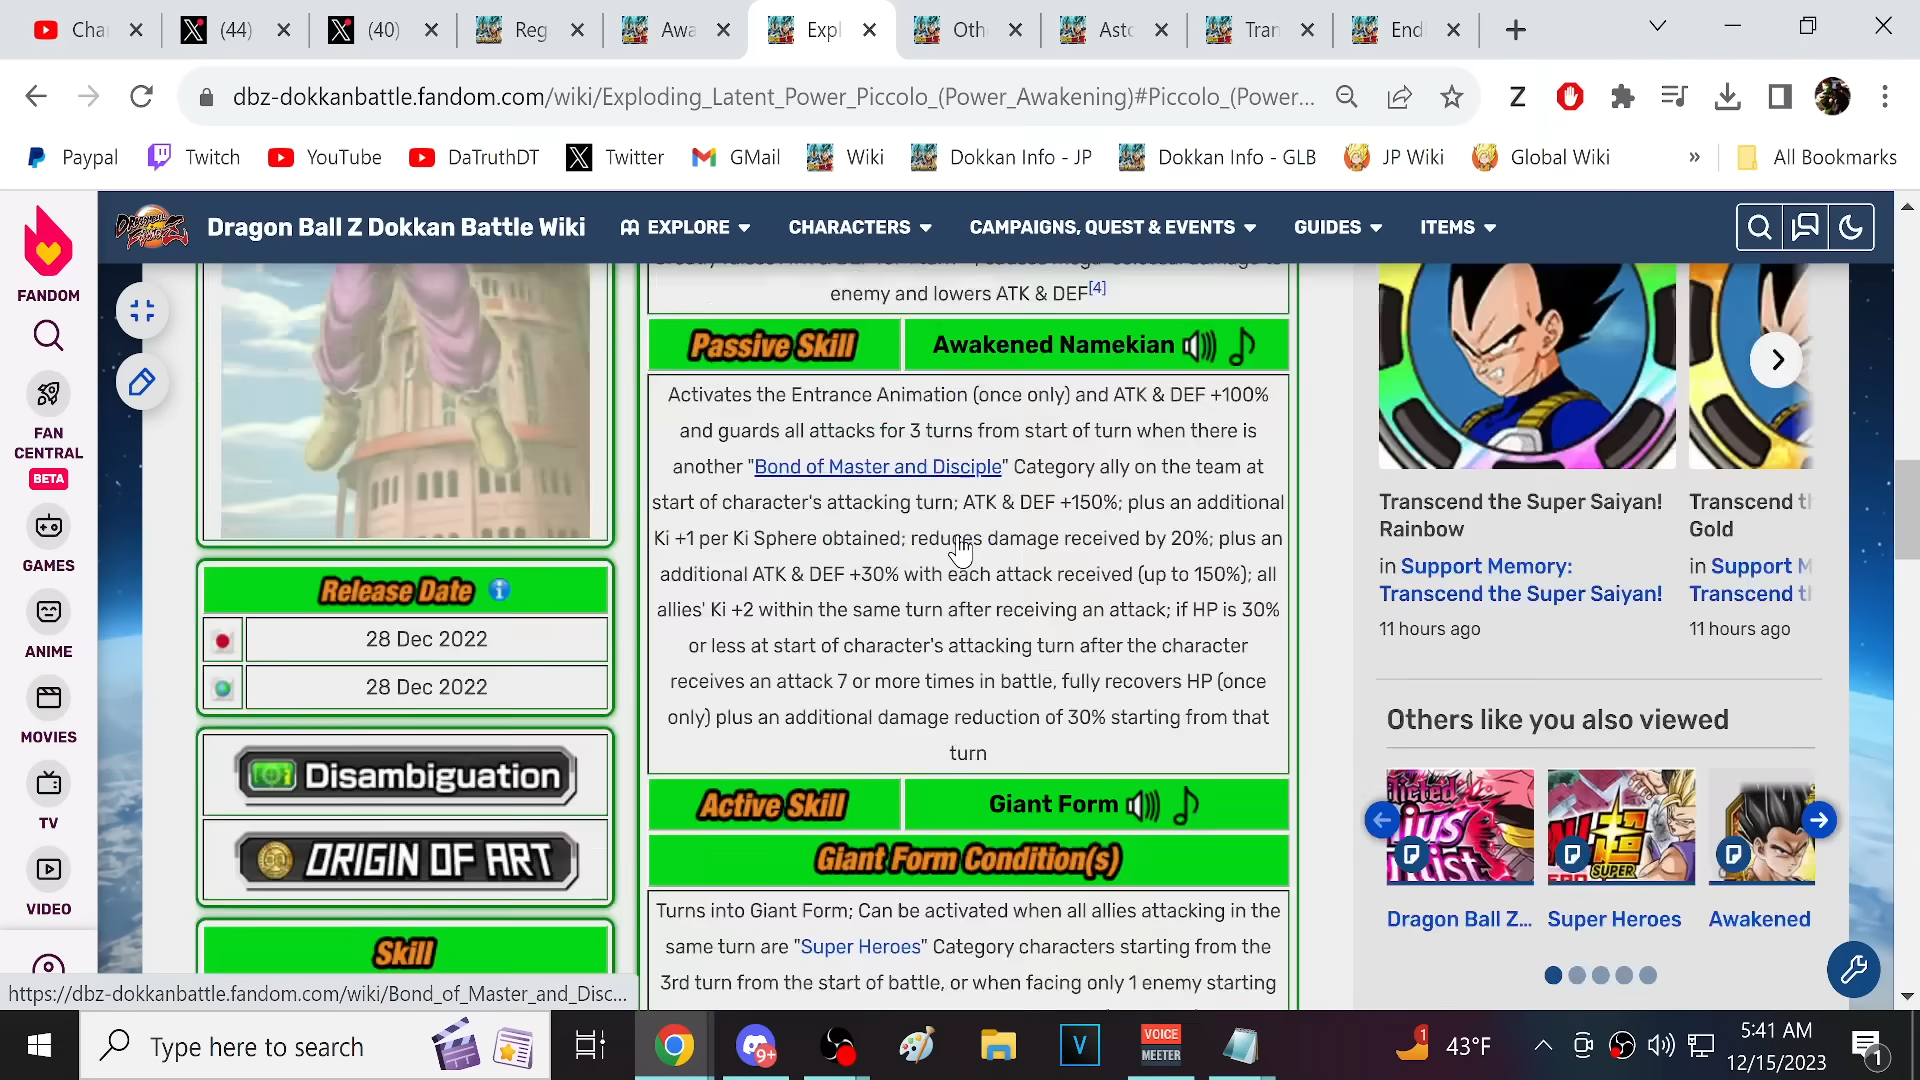 Cha
(44)
(40)
Reg
Awa
Expl
Oth
Asto
Tran
End
dbz-dokkanbattle.fandom.com/wiki/Exploding_Latent_Power_Piccolo_(Power_Awakening)#Piccolo_(Power...
Paypal
Twitch
YouTube
DaTruthDT
Twitter
GMail
Wiki
Dokkan Info - JP
Dokkan Info - GLB
JP Wiki
Global Wiki
»
All Bookmarks
Dragon Ball Z Dokkan Battle Wiki
EXPLORE
CHARACTERS
CAMPAIGNS, QUEST & EVENTS
GUIDES
ITEMS
FANDOM
FAN
CENTRAL
BETA
GAMES
ANIME
MOVIES
TV
VIDEO
Release Date
28 Dec 2022
28 Dec 2022
Disambiguation
ORIGIN OF ART
Skill
enemy and lowers ATK & DEF[4]
Passive Skill
Awakened Namekian
Activates the Entrance Animation (once only) and ATK & DEF +100%
and guards all attacks for 3 turns from start of turn when there is
another "Bond of Master and Disciple" Category ally on the team at
start of character's attacking turn; ATK & DEF +150%; plus an additional
Ki +1 per Ki Sphere obtained; reduces damage received by 20%; plus an
additional ATK & DEF +30% with each attack received (up to 150%); all
allies' Ki +2 within the same turn after receiving an attack; if HP is 30%
or less at start of character's attacking turn after the character
receives an attack 7 or more times in battle, fully recovers HP (once
only) plus an additional damage reduction of 30% starting from that
turn
Active Skill
Giant Form
Giant Form Condition(s)
Turns into Giant Form; Can be activated when all allies attacking in the
same turn are "Super Heroes" Category characters starting from the
3rd turn from the start of battle, or when facing only 1 enemy starting
Transcend the Super Saiyan!
Rainbow
in Support Memory:
Transcend the Super Saiyan!
11 hours ago
Transcend th
Gold
in Support M
Transcend th
11 hours ago
Others like you also viewed
SUPER
Dragon Ball Z...
Super Heroes
Awakened
https://dbz-dokkanbattle.fandom.com/wiki/Bond_of_Master_and_Disc...
Type here to search
9+
V
VOICE
MEETER
1
43°F
5:41 AM
12/15/2023
1